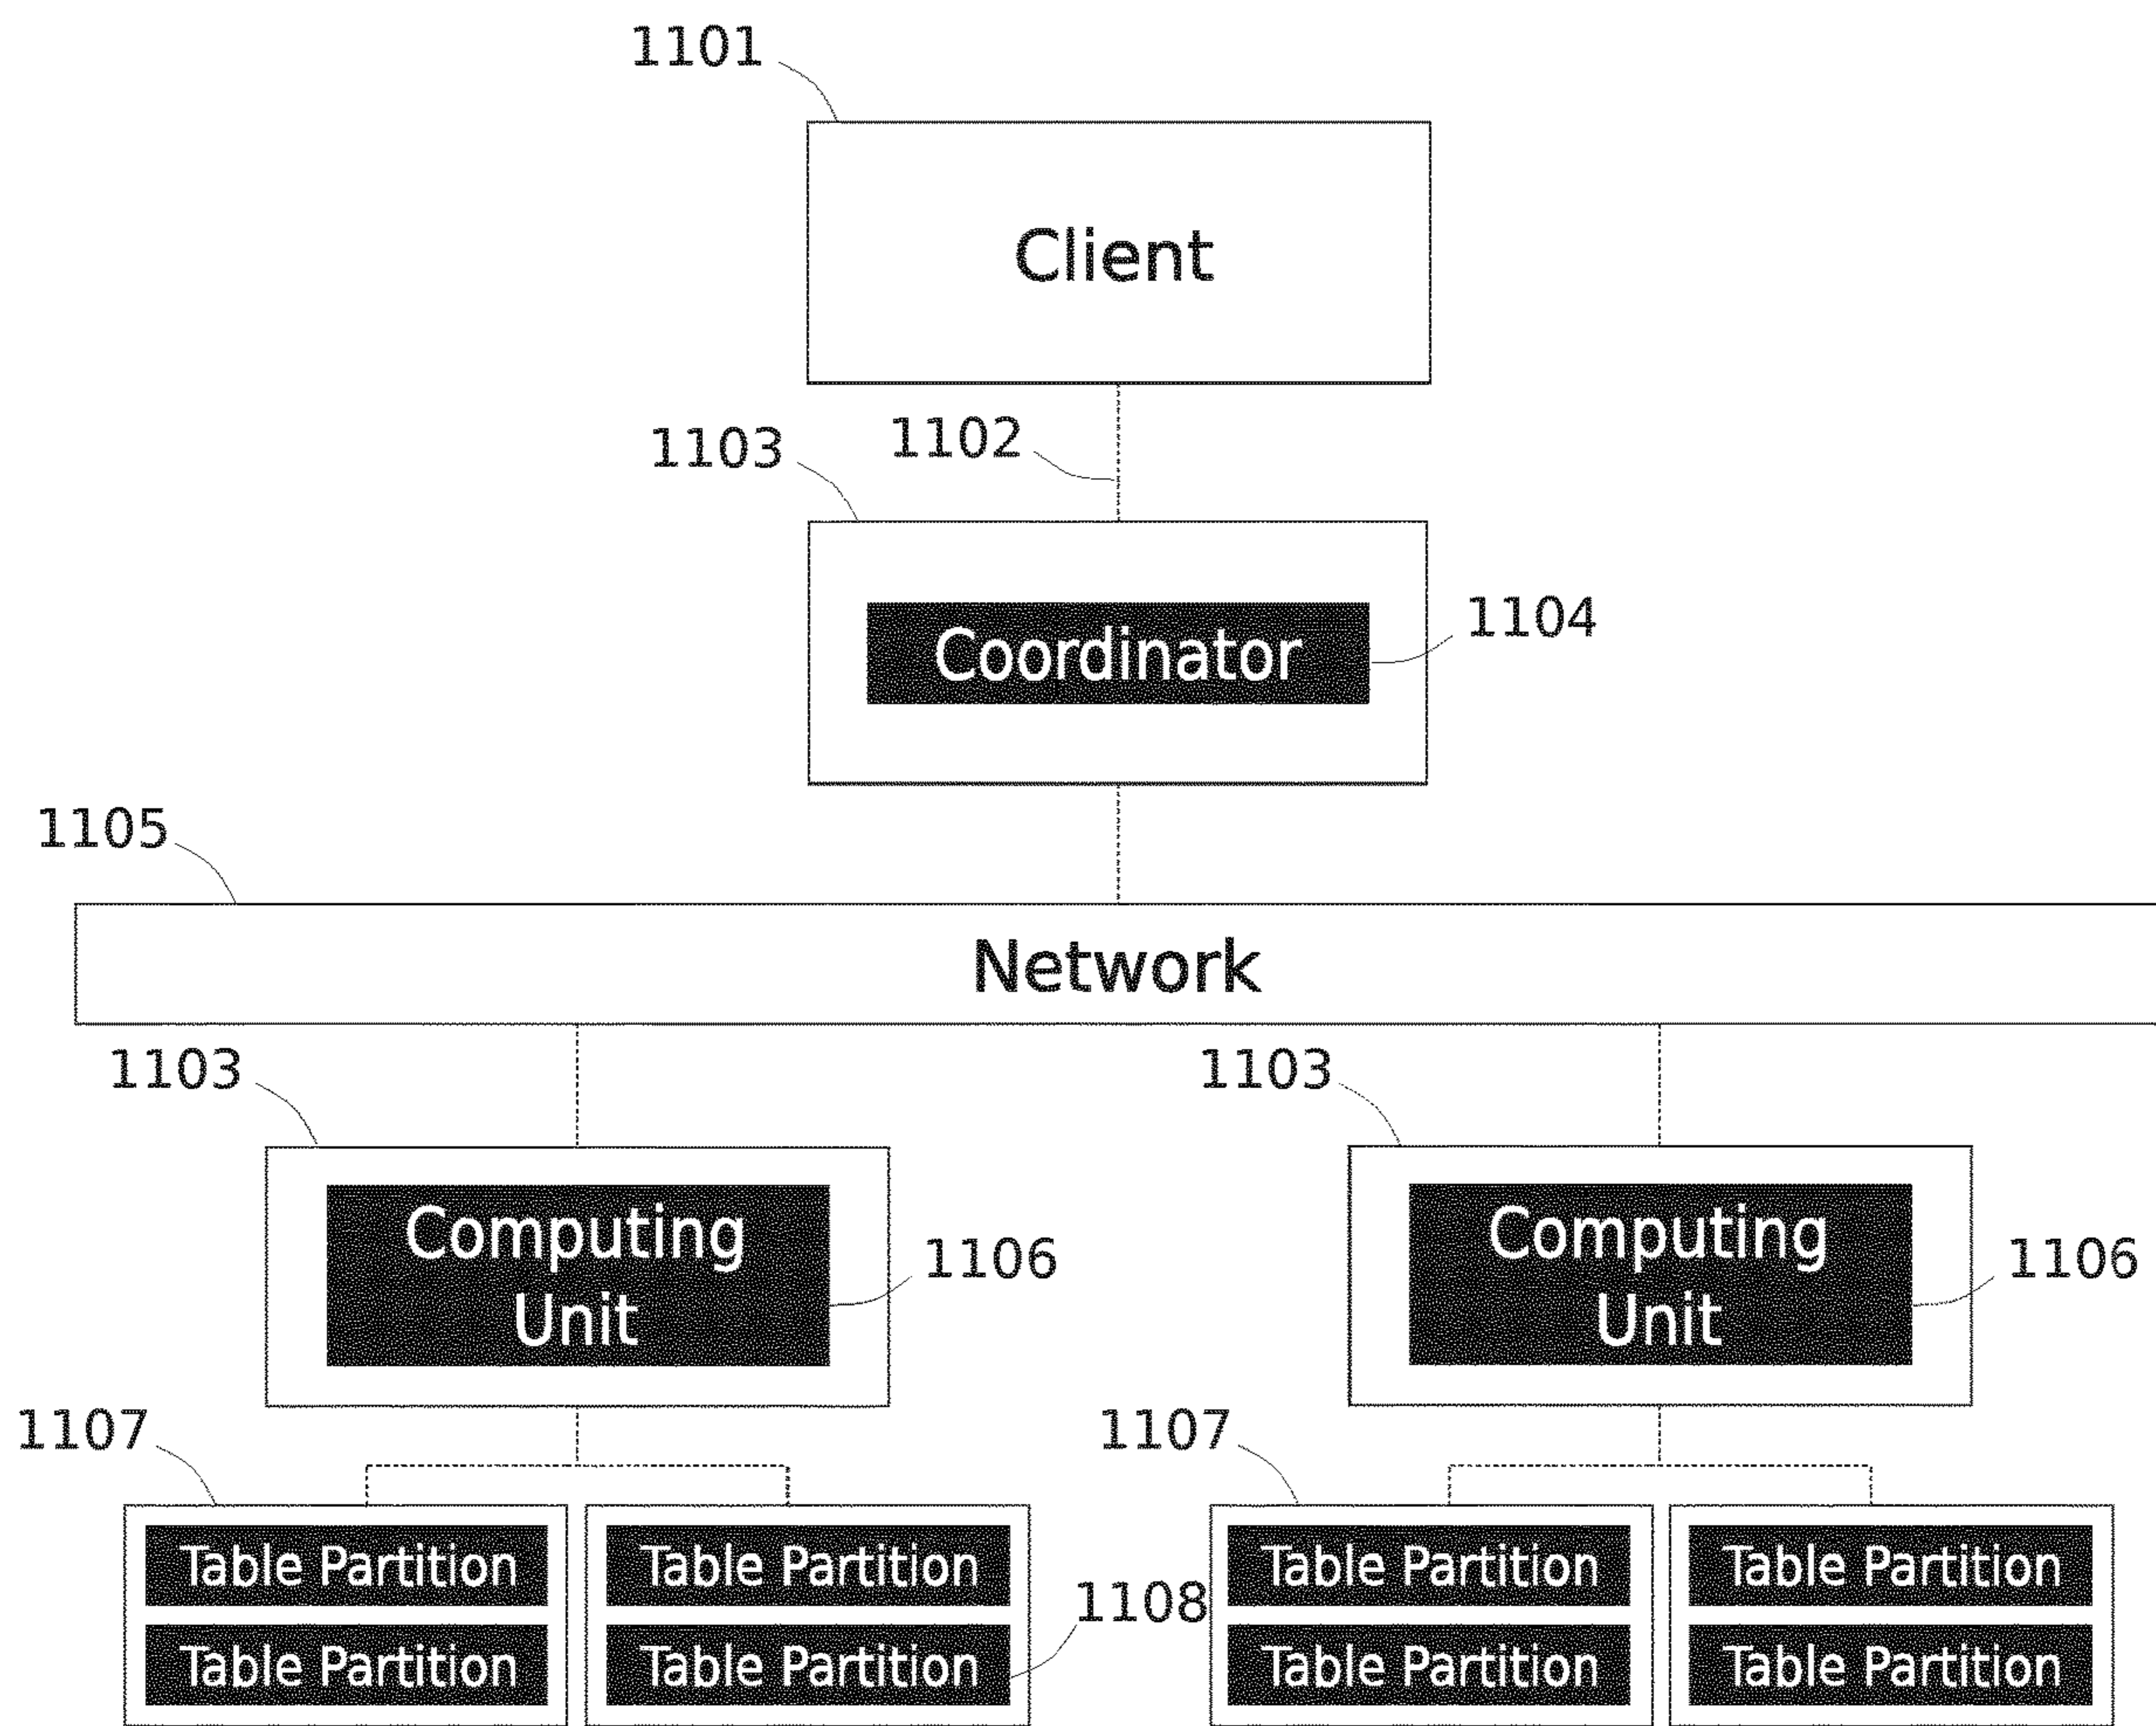 1101
Client
1103
1102
Coordinator
1104
1105
Network
1103
1103
Computing
Unit
1106
Computing
Unit
1106
1107
1107
Table Partition
Table Partition
Table Partition
Table Partition
1108
Table Partition
Table Partition
Table Partition
Table Partition